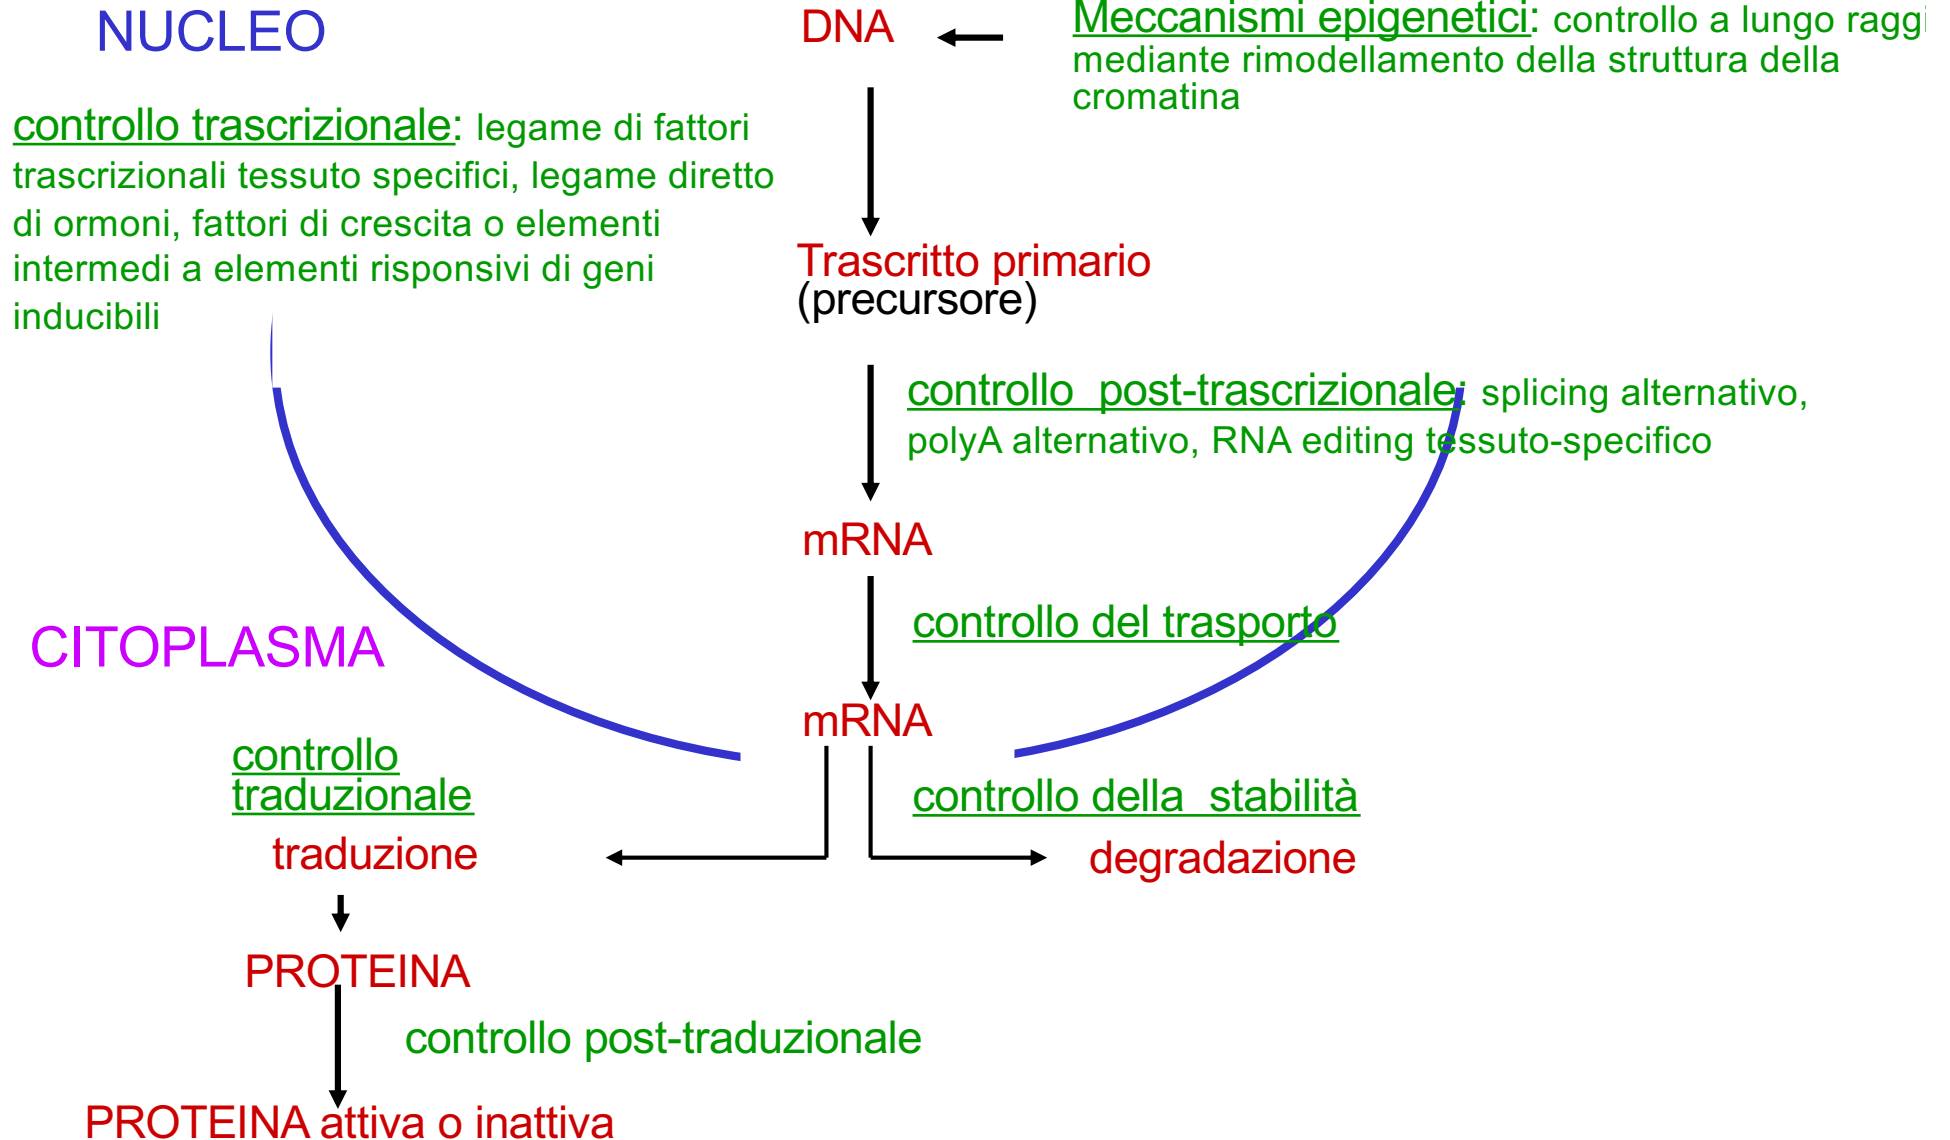 NUCLEO
DNA
Meccanismi epigenetici: controllo a lungo raggi
mediante rimodellamento della struttura della
cromatina
controllo trascrizionale: legame di fattori
trascrizionali tessuto specifici, legame diretto
di ormoni, fattori di crescita o elementi
intermedi a elementi risponsivi di geni
inducibili
Trascritto primario
(precursore)
controllo  post-trascrizionale: splicing alternativo,
polyA alternativo, RNA editing tessuto-specifico
mRNA
controllo del trasporto
CITOPLASMA
mRNA
controllo
traduzionale
controllo della  stabilità
traduzione
degradazione
PROTEINA
controllo post-traduzionale
PROTEINA attiva o inattiva